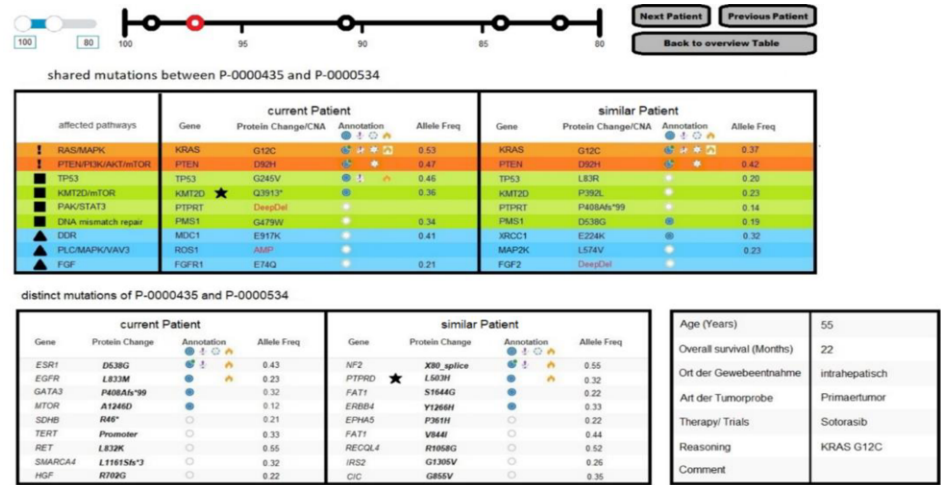 Next Patient Previous Patient
100 80 100 95 90 85 80 Back to overview Table
shared mutations between P-0000435 and P-0000534
current Patient similar Patient
affected pathways Gene Protein Change/CNA Annotation Allele Freq Gene Protein Change/CNA Annotation Allele Freq
! RAS/MAPK KRAS G12C 0.53 KRAS G12C 0.37
! PTEN/PI3K/AKT/mTOR PTEN D92H 0.47 PTEN D92H 0.42
TP53 TP53 G245V 0.46 TP53 L83R 0.20
KMT2D/mTOR KMT2D Q3913* 0.36 KMT2D P392L 0.23
PAK/STAT3 PTPRT DeepDel PTPRT P408Afs*99 0.14
DNA mismatch repair PMS1 G479W 0.34 PMS1 D538G 0.19
DDR MDC1 E917K 0.41 XRCC1 E224K 0.32
PLC/MAPK/VAV3 ROS1 AMP MAP2K L574V 0.23
FGF FGFR1 E74Q 0.21 FGF2 DeepDel
distinct mutations of P-0000435 and P-0000534
current Patient similar Patient
Gene Protein Change Annotation Allele Freq Gene Protein Change Annotation Allele Freq
ESR1 D538G 0.43 NF2 X80_splice 0.55
EGFR L833M 0.23 PTPRD L503H 0.32
GATA3 P408Afs*99 0.32 FAT1 S1644G 0.22
MTOR A1246D 0.12 ERBB4 Y1266H 0.33
SDHB R46* 0.21 EPHA5 P361H 0.22
TERT Promoter 0.33 FAT1 V844I 0.44
RET L832K 0.55 RECQL4 R1058G 0.52
SMARCA4 L1161Sfs*3 0.32 IRS2 G1305V 0.26
HGF R702G 0.22 CIC G855V 0.35
Age (Years) 55
Overall survival (Months) 22
Ort der Gewebeentnahme intrahepatisch
Art der Tumorprobe Primaertumor
Therapy/ Trials Sotorasib
Reasoning KRAS G12C
Comment